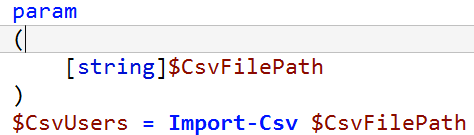 param
(
    [string]$CsvFilePath
)
$CsvUsers = Import-Csv $CsvFilePath